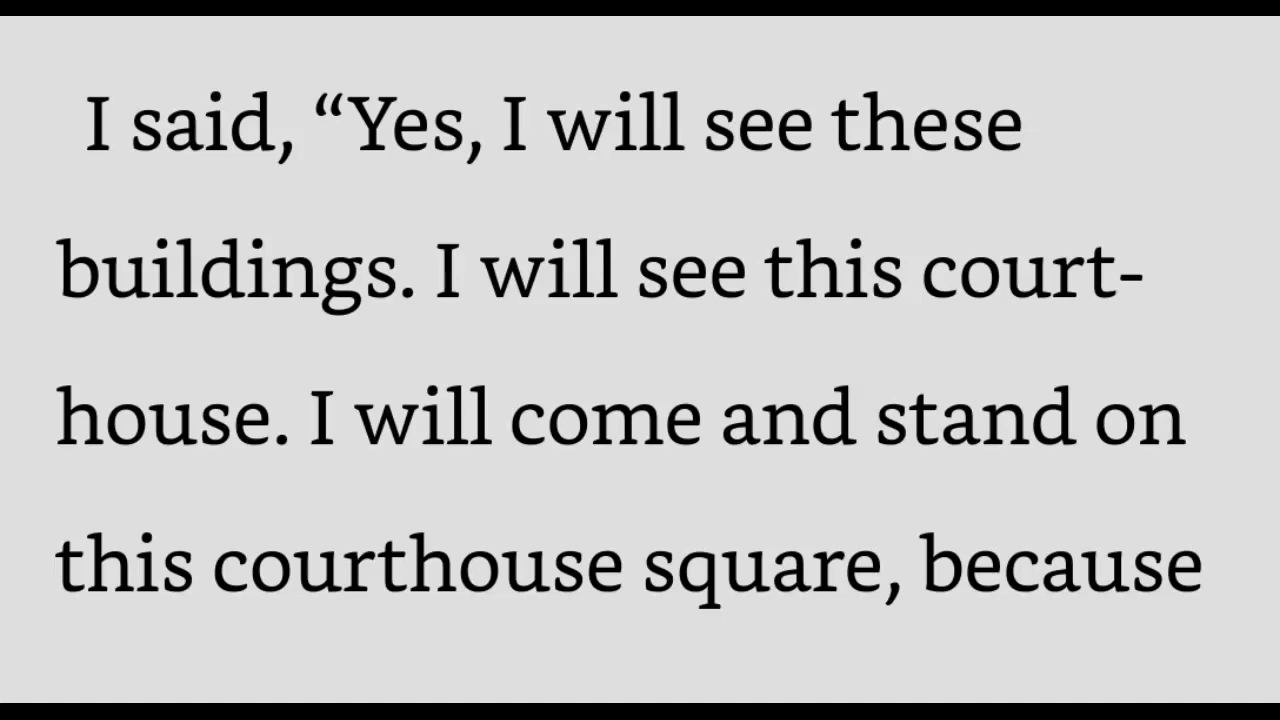 I said, “Yes, I will see these
buildings. I will see this court-
house. I will come and stand on
this courthouse square, because